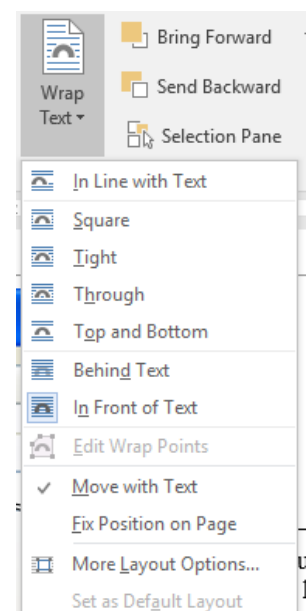 Bring Forward
Wrap
Text
Send Backward
Selection Pane
In Line with Text
Square
Tight
Through
Top and Bottom
Behind Text
In Front of Text
Edit Wrap Points
Move with Text
Fix Position on Page
More Layout Options...
Set as Default Layout